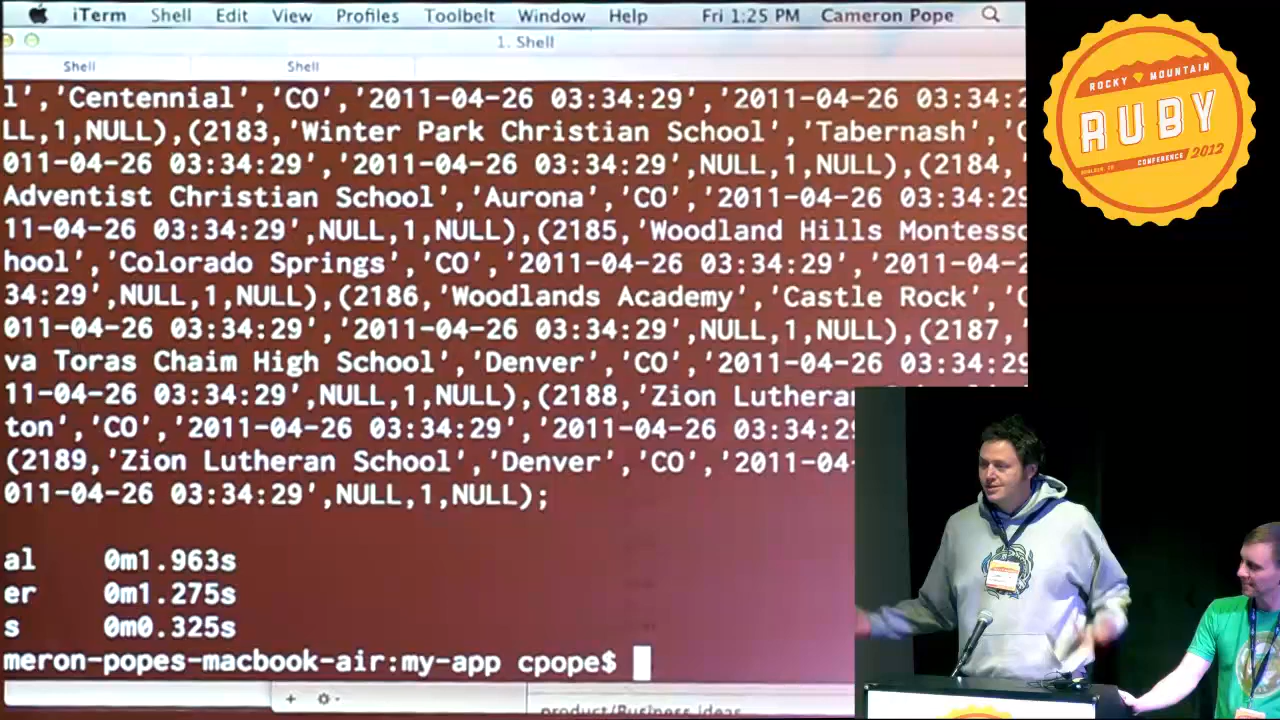 iTerm Shell Edit View Profiles Toolbelt Window Help Fri 1:25 PM Cameron Pope
1. Shell
Shell Shell
l','Centennial','CO','2011-04-26 03:34:29','2011-04-26 03:34:2
LL,1,NULL),(2183,'Winter Park Christian School','Tabernash','C
011-04-26 03:34:29','2011-04-26 03:34:29',NULL,1,NULL),(2184,'
Adventist Christian School','Aurona','CO','2011-04-26 03:34:29
11-04-26 03:34:29',NULL,1,NULL),(2185,'Woodland Hills Montesso
hool','Colorado Springs','CO','2011-04-26 03:34:29','2011-04-2
34:29',NULL,1,NULL),(2186,'Woodlands Academy','Castle Rock','C
011-04-26 03:34:29','2011-04-26 03:34:29',NULL,1,NULL),(2187,'
va Toras Chaim High School','Denver','CO','2011-04-26 03:34:29
11-04-26 03:34:29',NULL,1,NULL),(2188,'Zion Lutheran
ton','CO','2011-04-26 03:34:29','2011-04-26 03:34:29
(2189,'Zion Lutheran School','Denver','CO','2011-04-
011-04-26 03:34:29',NULL,1,NULL);
al 0m1.963s
er 0m1.275s
s 0m0.325s
meron-popes-macbook-air:my-app cpope$
product/Business ideas
ROCKY MOUNTAIN
RUBY
CONFERENCE 2012
BOULDER, CO